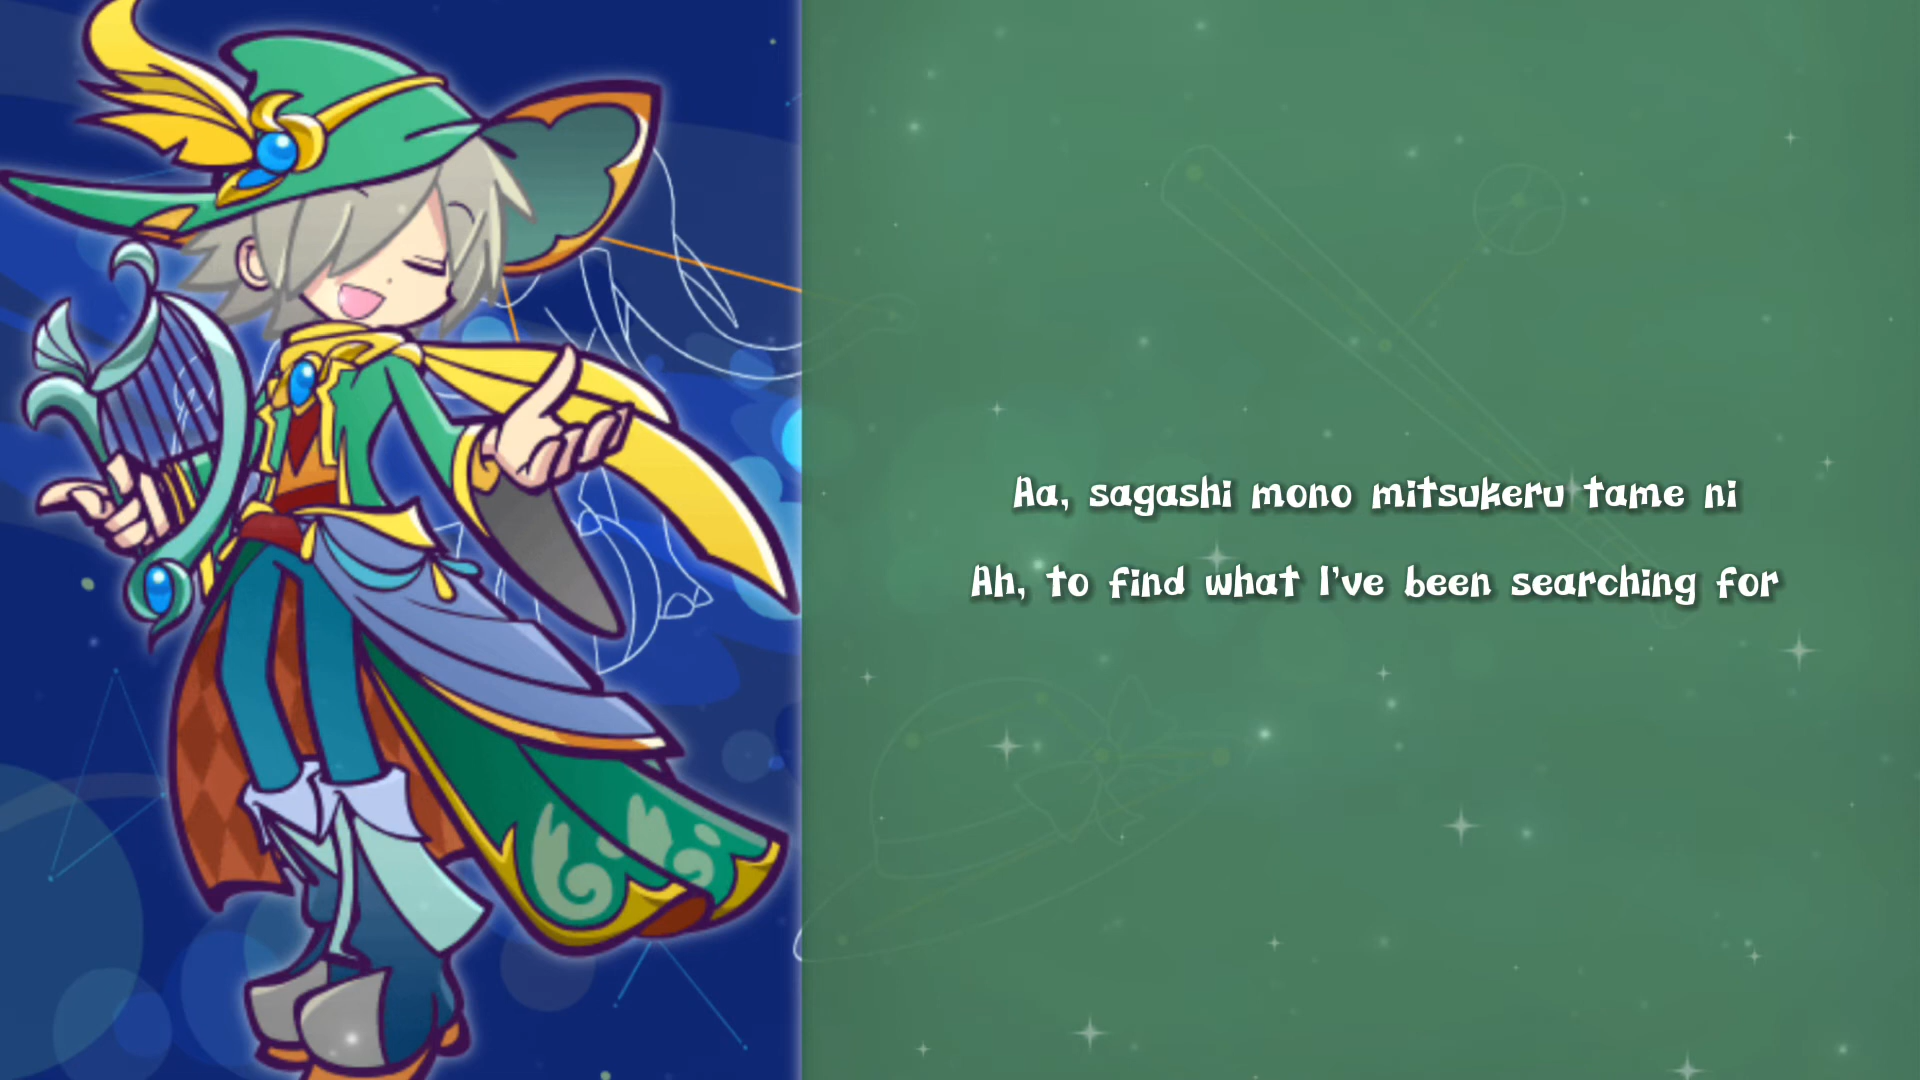 Aa, sagashi mono mitsukeru tame ni
Ah, to find what I've been searching for